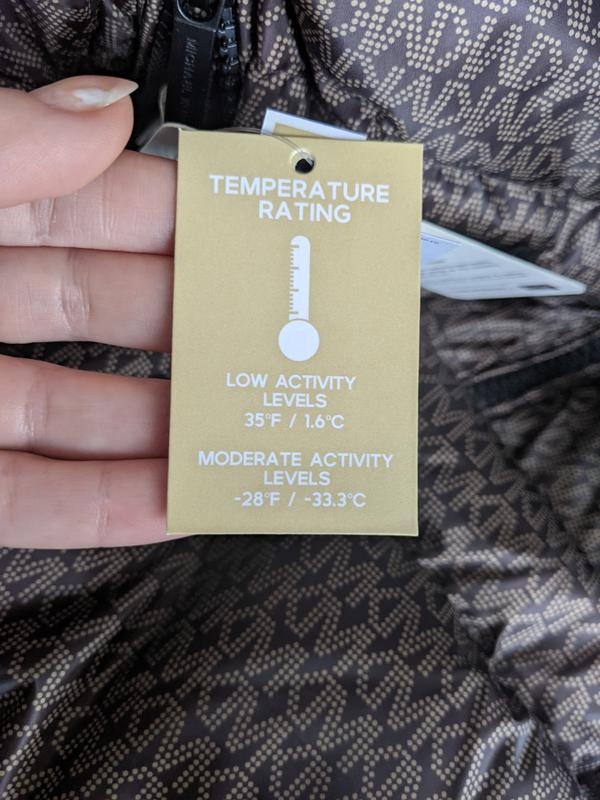 TEMPERATURE
RATING
LOW ACTIVITY
LEVELS
35°F / 1.6°C
MODERATE ACTIVITY
LEVELS
-28°F / -33.3°C